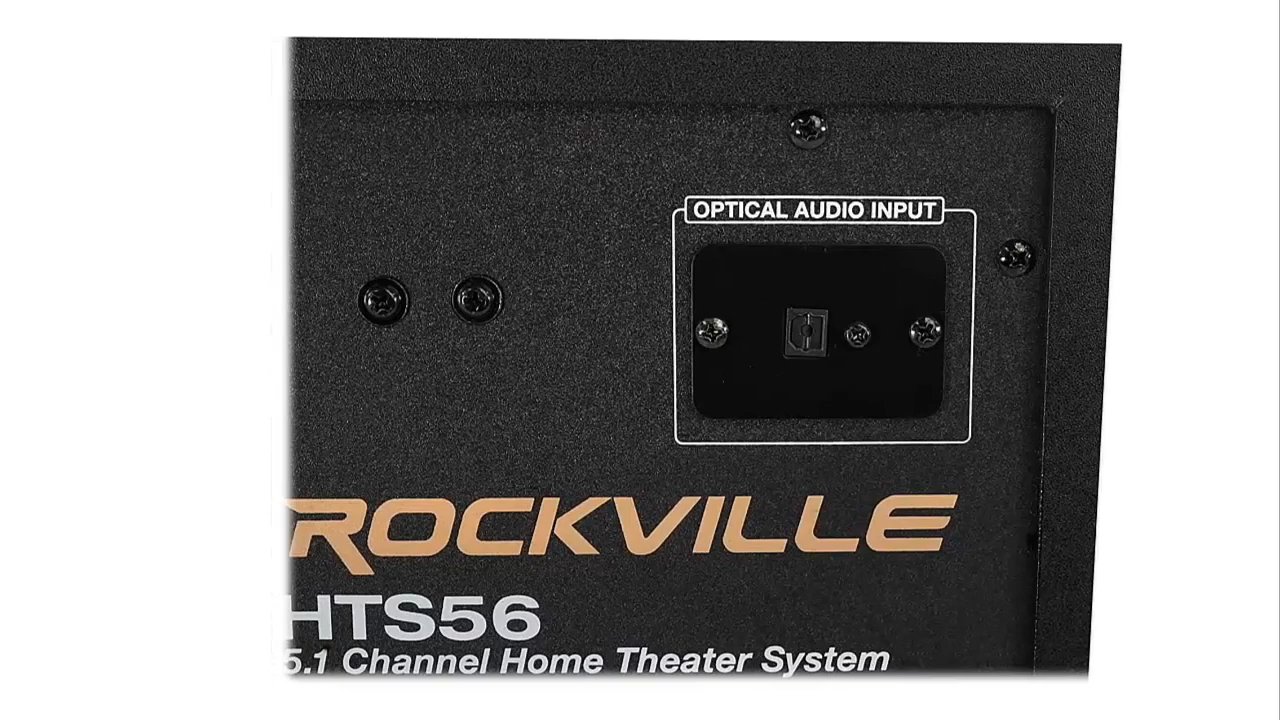 OPTICAL AUDIO INPUT
ROCKVILLE
HTS56
5.1 Channel Home Theater System